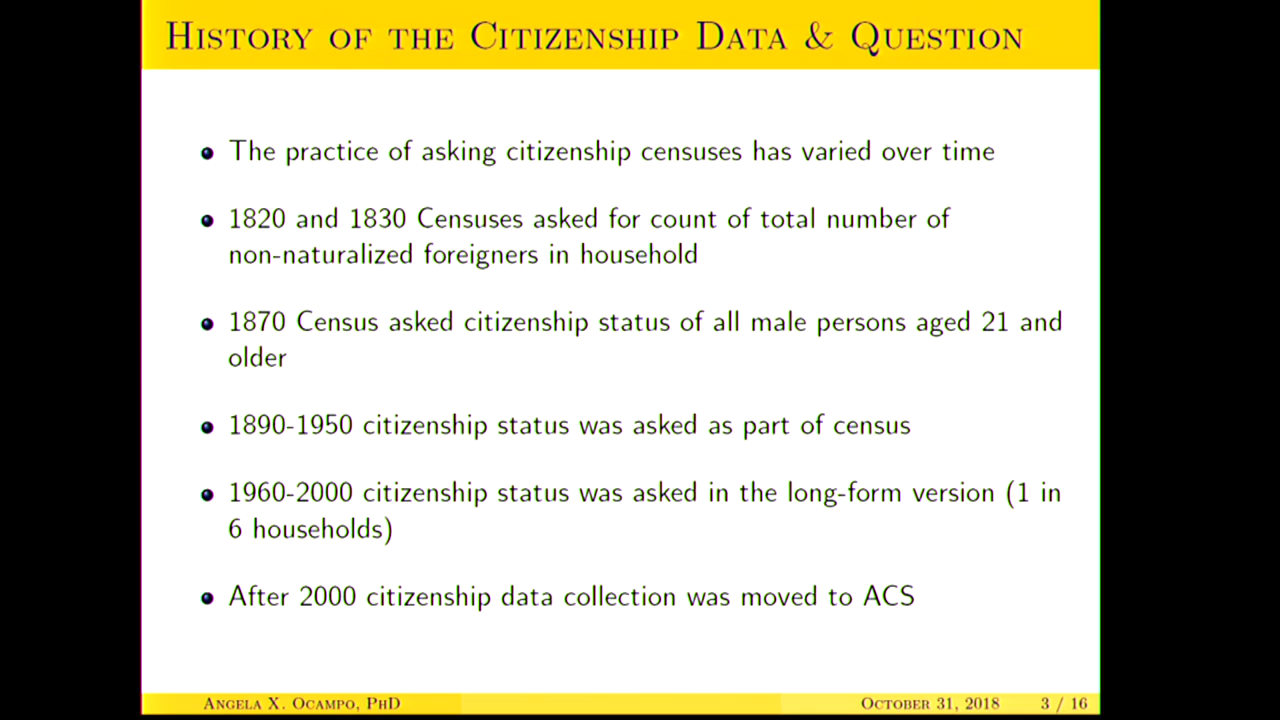 History of the Citizenship Data & Question
The practice of asking citizenship censuses has varied over time
1820 and 1830 Censuses asked for count of total number of
non-naturalized foreigners in household
1870 Census asked citizenship status of all male persons aged 21 and
older
1890-1950 citizenship status was asked as part of census
1960-2000 citizenship status was asked in the long-form version (1 in
6 households)
After 2000 citizenship data collection was moved to ACS
Angela X. Ocampo, PhD October 31, 2018 3 / 16